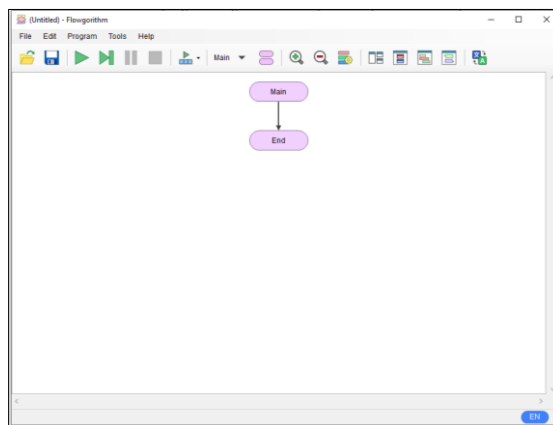 (Untitled) - Flowgorithm
File Edit Program Tools Help
Main
Main
End
EN